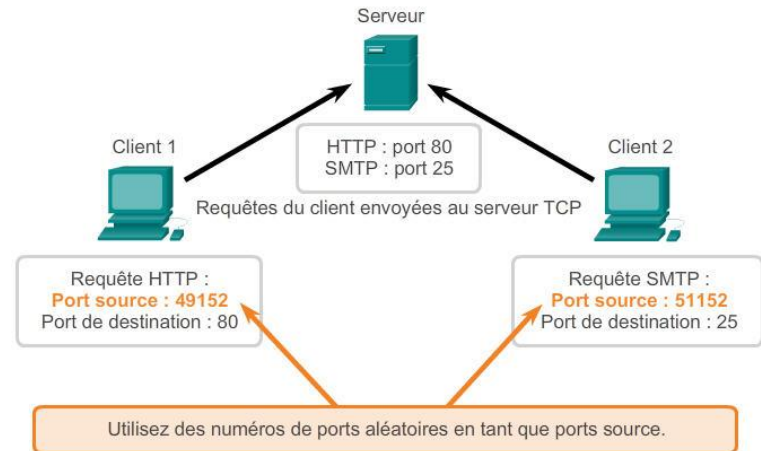 Serveur
Client 1
HTTP : port 80
SMTP : port 25
Client 2
Requêtes du client envoyées au serveur TCP
Requête HTTP :
Port source : 49152
Port de destination : 80
Requête SMTP :
Port source : 51152
Port de destination : 25
Utilisez des numéros de ports aléatoires en tant que ports source.